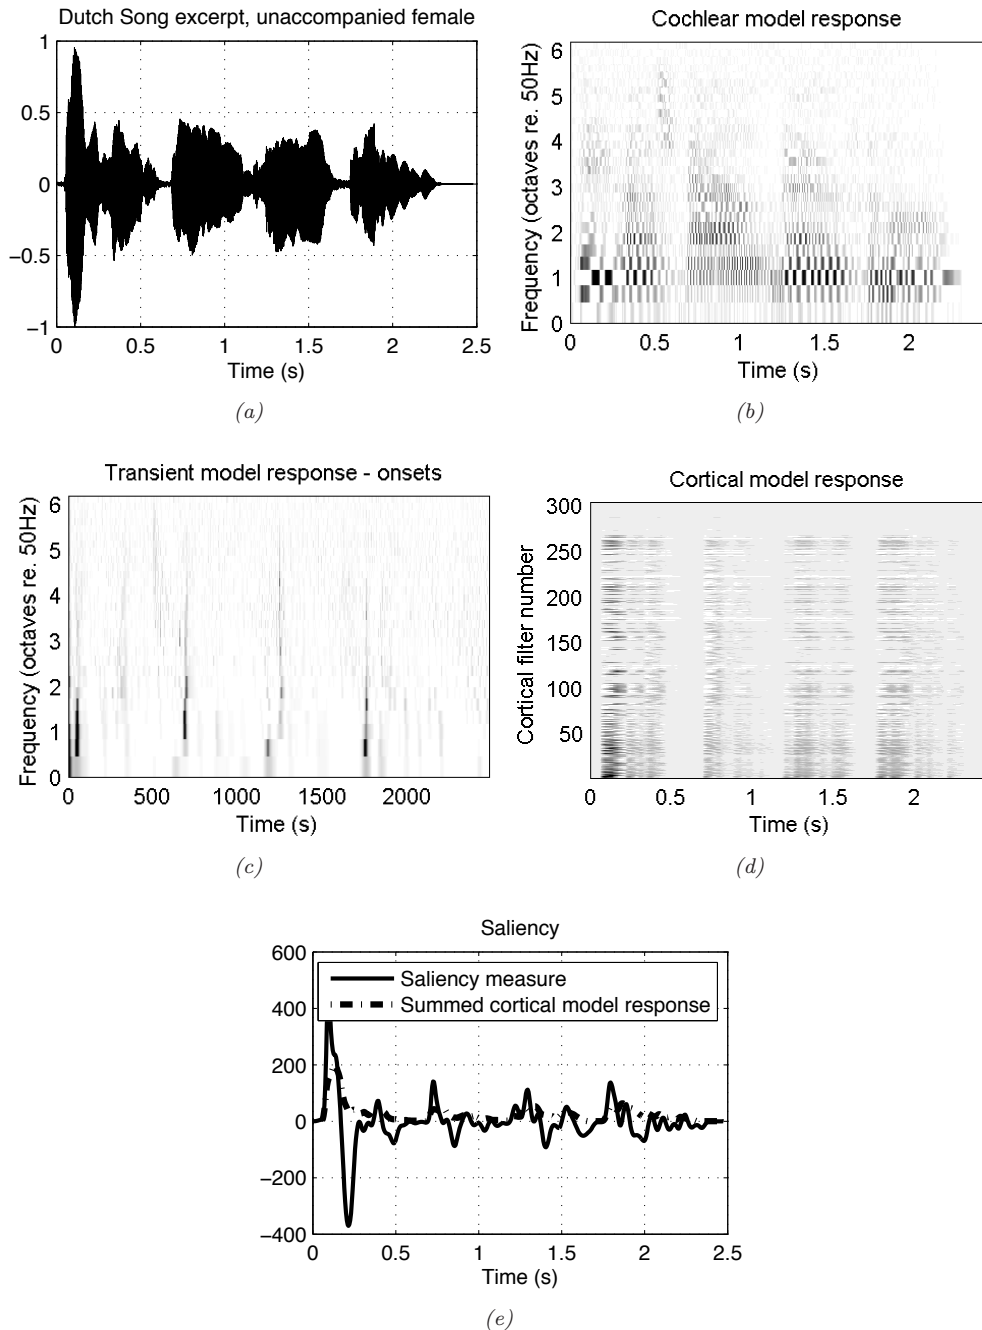 Dutch Song excerpt, unaccompanied female
1
0.5
0
−0.5
−1
0 0.5 1 1.5 2 2.5
Time (s)
(a)
Cochlear model response
Frequency (octaves re. 50Hz)
6
5
4
3
2
1
0
0 0.5 1 1.5 2
Time (s)
(b)
Transient model response - onsets
Frequency (octaves re. 50Hz)
6
5
4
3
2
1
0
0 500 1000 1500 2000
Time (s)
(c)
Cortical model response
Cortical filter number
300
250
200
150
100
50
0 0.5 1 1.5 2
Time (s)
(d)
Saliency
600
400
200
0
−200
−400
Saliency measure
Summed cortical model response
0 0.5 1 1.5 2 2.5
Time (s)
(e)